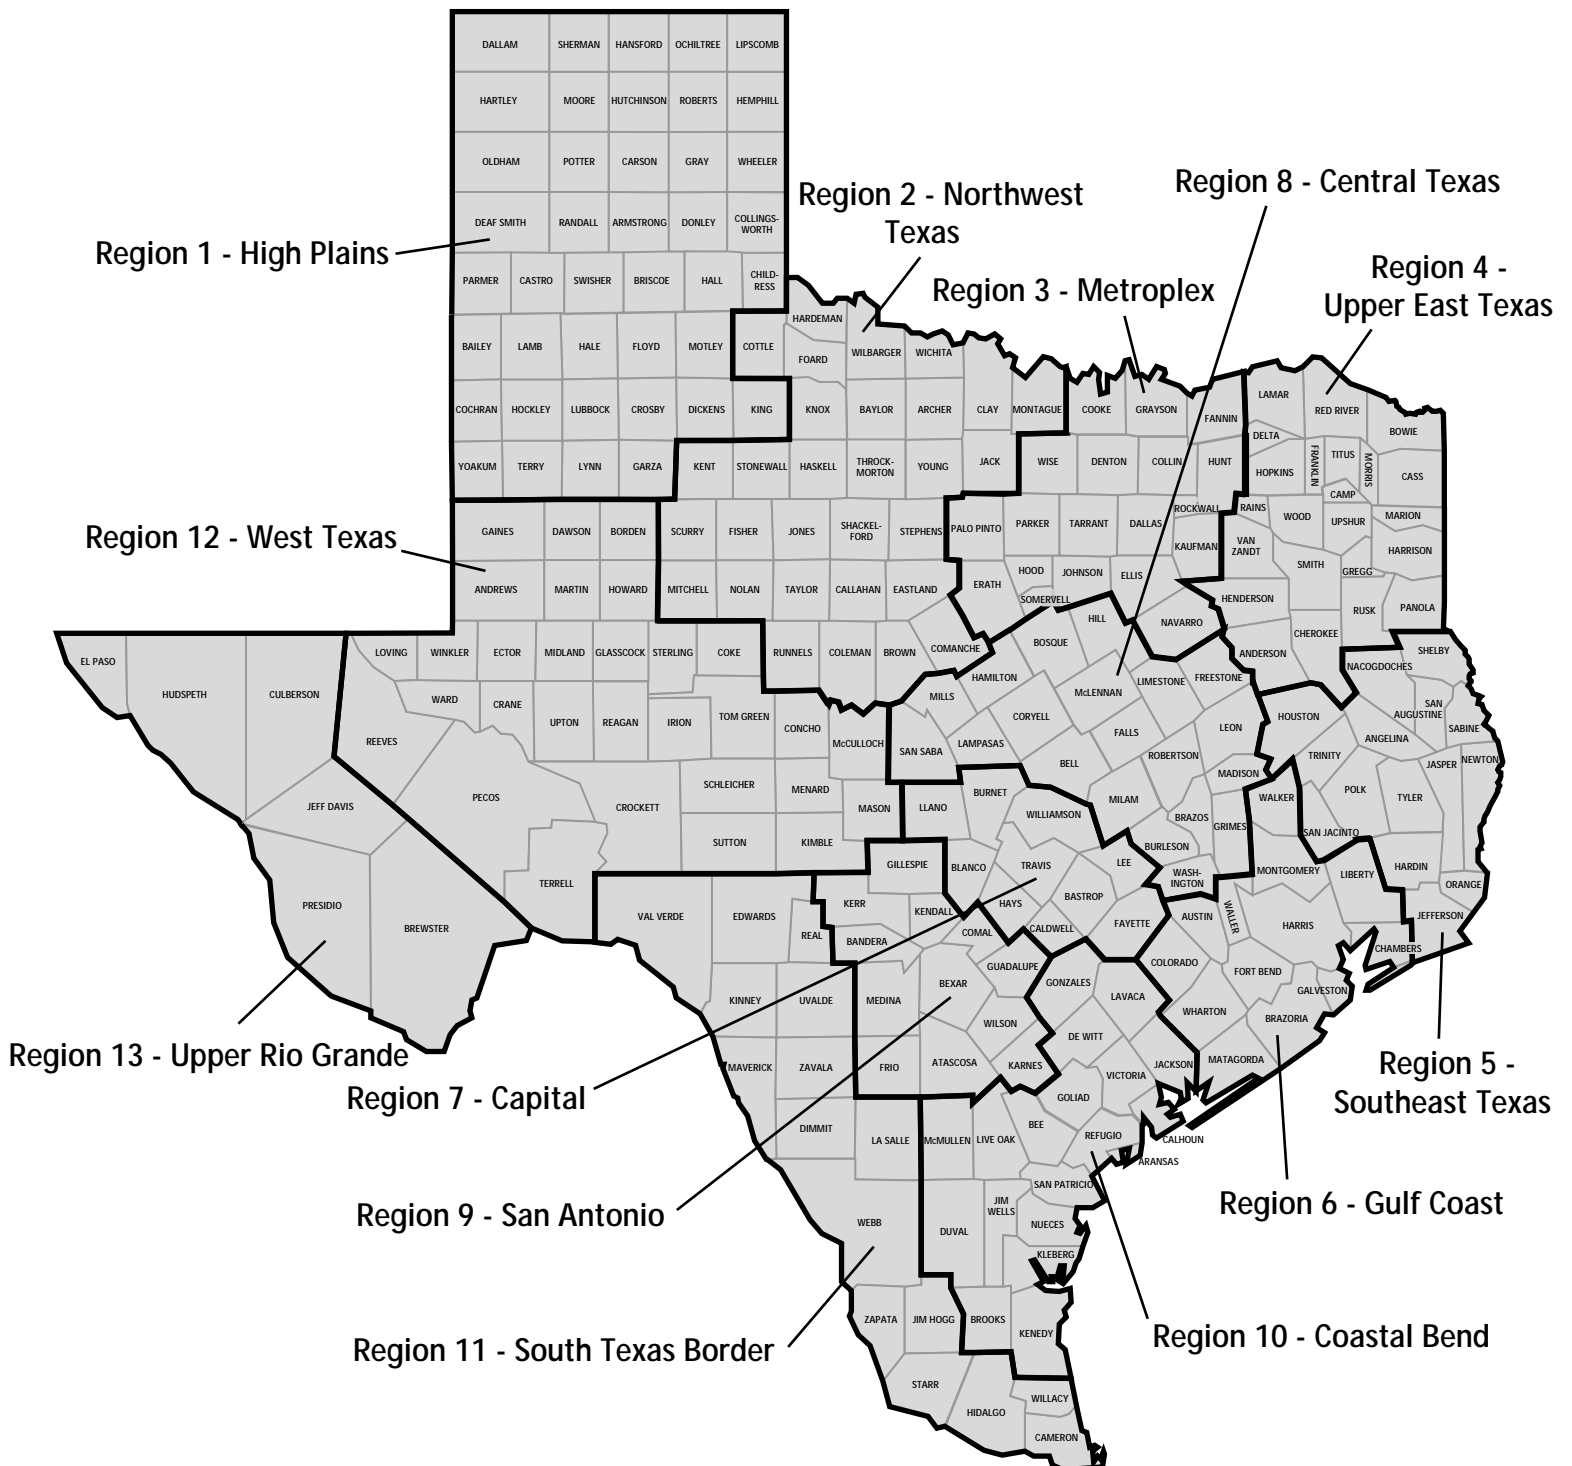 DALLAM SHERMAN HANSFORD OCHILTREE LIPSCOMB
HARTLEY MOORE HUTCHINSON ROBERTS HEMPHILL
OLDHAM POTTER CARSON GRAY WHEELER
Region 8 - Central Texas
Region 2 - Northwest
Texas
DEAF SMITH RANDALL ARMSTRONG DONLEY COLLINGS-
WORTH
Region 1 - High Plains
Region 4 -
Upper East Texas
Region 3 - Metroplex
PARMER CASTRO SWISHER BRISCOE HALL CHILD-
RESS
HARDEMAN
BAILEY LAMB HALE FLOYD MOTLEY COTTLE FOARD WILBARGER WICHITA
COCHRAN HOCKLEY LUBBOCK CROSBY DICKENS KING KNOX BAYLOR ARCHER CLAY MONTAGUE COOKE GRAYSON FANNIN LAMAR RED RIVER BOWIE
DELTA
YOAKUM TERRY LYNN GARZA KENT STONEWALL HASKELL THROCK-
MORTON YOUNG JACK WISE DENTON COLLIN HUNT HOPKINS FRANKLIN TITUS MORRIS CASS
CAMP
ROCKWALL RAINS WOOD UPSHUR MARION
Region 12 - West Texas
GAINES DAWSON BORDEN SCURRY FISHER JONES SHACKEL-
FORD STEPHENS PALO PINTO PARKER TARRANT DALLAS KAUFMAN VAN
ZANDT SMITH GREGG HARRISON
ANDREWS MARTIN HOWARD MITCHELL NOLAN TAYLOR CALLAHAN EASTLAND ERATH HOOD JOHNSON ELLIS HENDERSON RUSK PANOLA
SOMERVELL
HILL NAVARRO CHEROKEE
EL PASO HUDSPETH CULBERSON LOVING WINKLER ECTOR MIDLAND GLASSCOCK STERLING COKE RUNNELS COLEMAN BROWN COMANCHE BOSQUE ANDERSON NACOGDOCHES SHELBY
HAMILTON McLENNAN LIMESTONE FREESTONE
WARD CRANE UPTON REAGAN IRION TOM GREEN CONCHO McCULLOCH MILLS CORYELL FALLS LEON HOUSTON SAN
AUGUSTINE SABINE
REEVES SAN SABA LAMPASAS BELL ROBERTSON MADISON TRINITY ANGELINA JASPER NEWTON
PECOS CROCKETT SCHLEICHER MENARD MASON LLANO BURNET WILLIAMSON MILAM BRAZOS GRIMES WALKER POLK TYLER
JEFF DAVIS SUTTON KIMBLE BURLESON SAN JACINTO
TERRELL GILLESPIE BLANCO TRAVIS LEE WASH-
INGTON MONTGOMERY LIBERTY HARDIN ORANGE
PRESIDIO BREWSTER VAL VERDE EDWARDS REAL KERR KENDALL HAYS BASTROP FAYETTE AUSTIN WALLER HARRIS JEFFERSON
BANDERA COMAL CALDWELL CHAMBERS
KINNEY UVALDE MEDINA BEXAR GUADALUPE GONZALES LAVACA COLORADO FORT BEND GALVESTON
WILSON DE WITT WHARTON BRAZORIA
Region 13 - Upper Rio Grande
MAVERICK ZAVALA FRIO ATASCOSA KARNES VICTORIA JACKSON MATAGORDA
Region 5 -
Southeast Texas
Region 7 - Capital
GOLIAD
DIMMIT LA SALLE McMULLEN LIVE OAK BEE REFUGIO CALHOUN
ARANSAS
SAN PATRICIO
Region 9 - San Antonio
Region 6 - Gulf Coast
WEBB DUVAL JIM
WELLS NUECES
KLEBERG
ZAPATA JIM HOGG BROOKS KENEDY
Region 10 - Coastal Bend
Region 11 - South Texas Border
STARR HIDALGO WILLACY
CAMERON